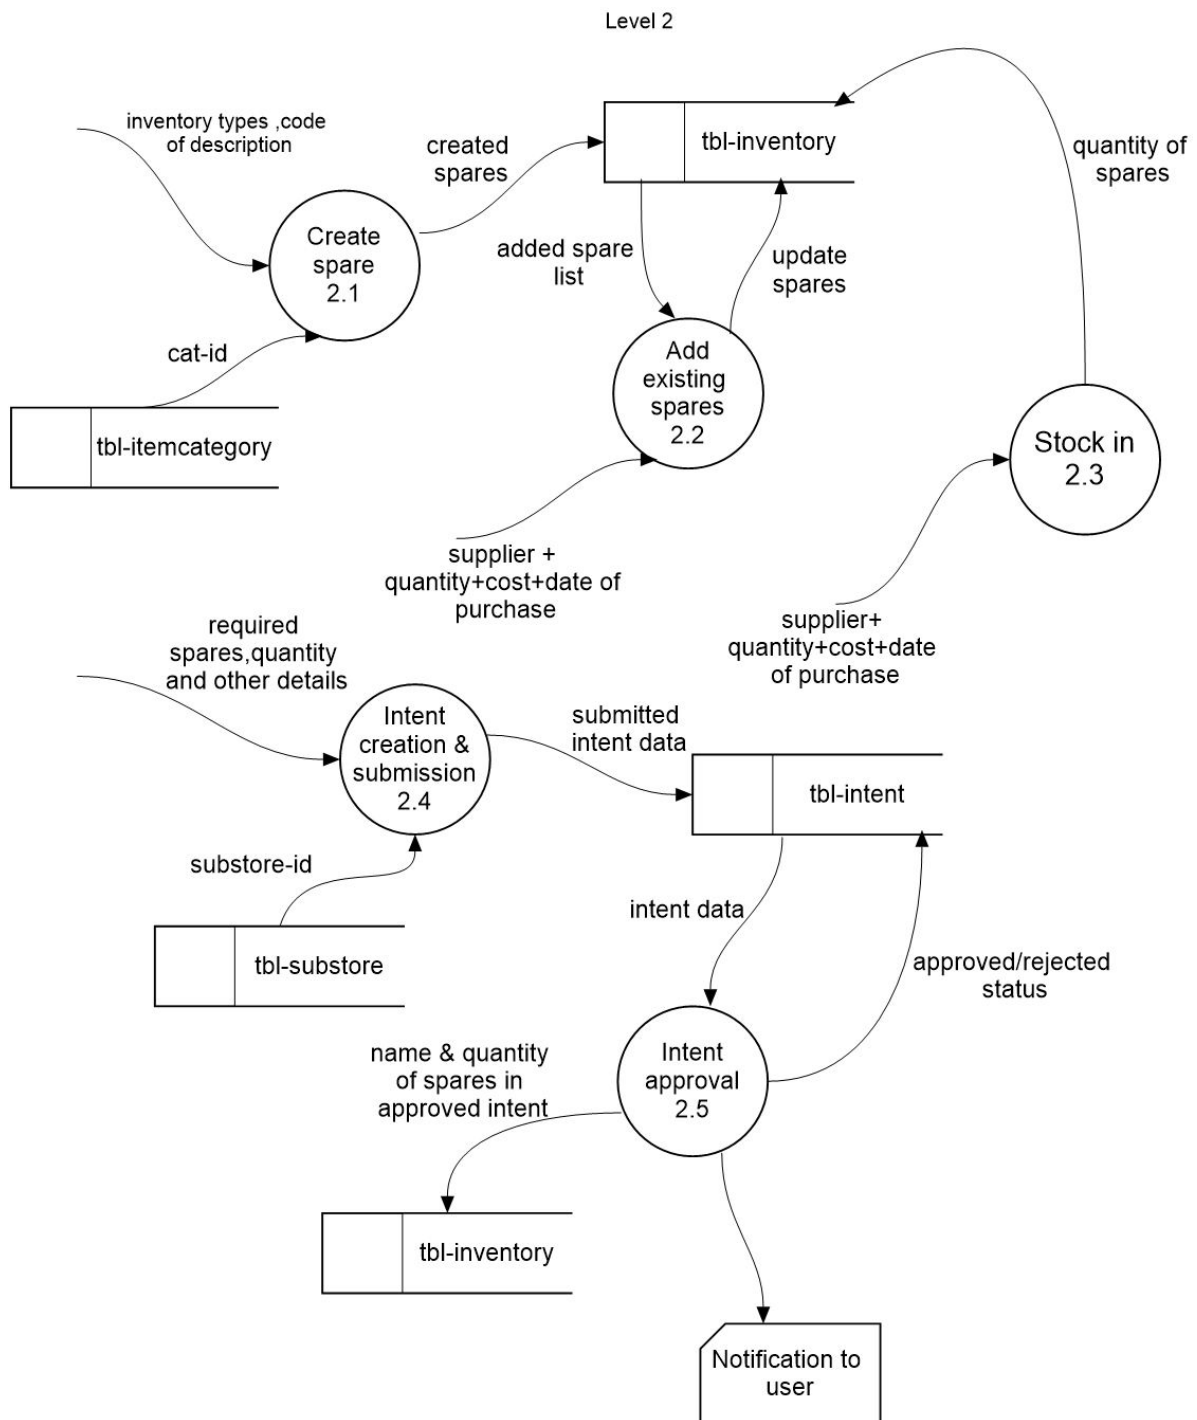 Level 2
inventory types ,code
of description
created
spares
tbl-inventory
quantity of
spares
Create
spare
2.1
added spare
list
update
spares
cat-id
Add
existing
spares
2.2
tbl-itemcategory
Stock in
2.3
supplier +
quantity+cost+date of
purchase
supplier+
quantity+cost+date
of purchase
required
spares,quantity
and other details
Intent
creation &
submission
2.4
submitted
intent data
tbl-intent
substore-id
intent data
tbl-substore
approved/rejected
status
name & quantity
of spares in
approved intent
Intent
approval
2.5
tbl-inventory
Notification to
user